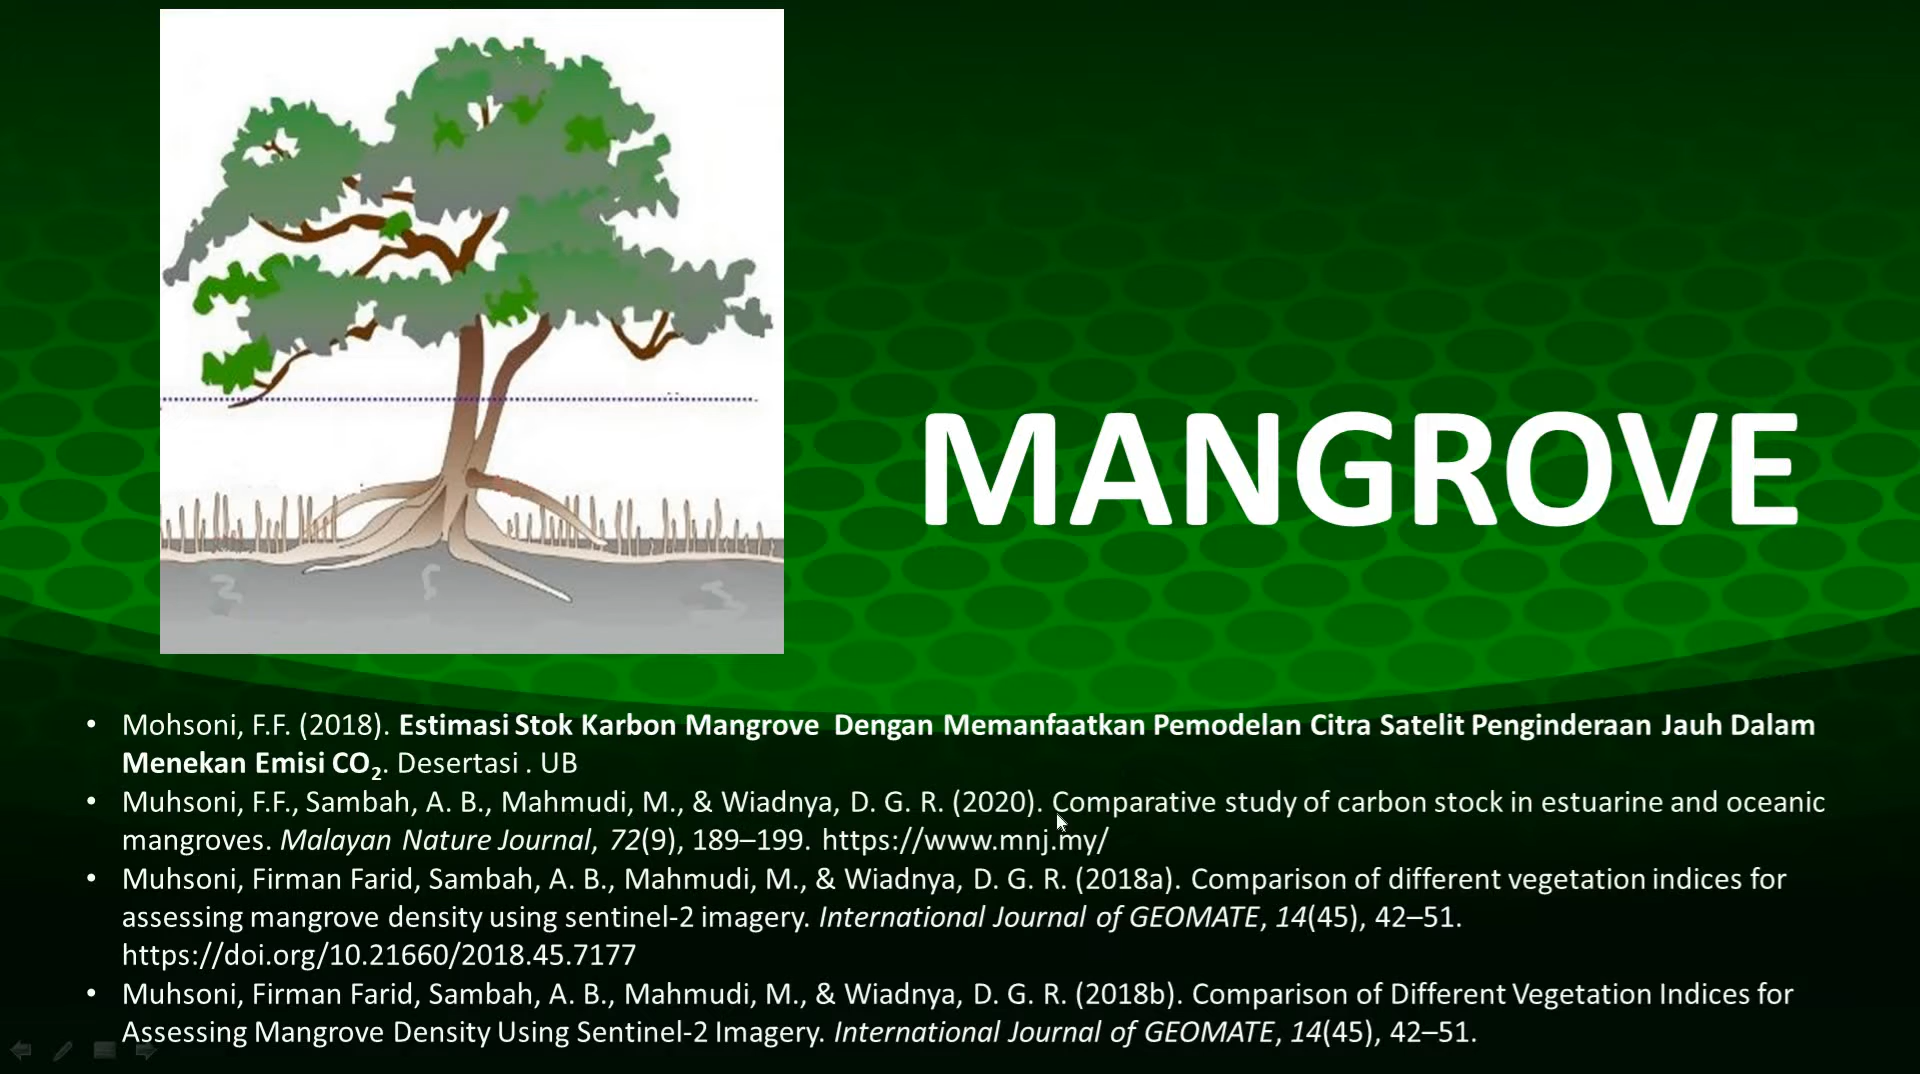 MANGROVE
• Mohsoni, F.F. (2018). Estimasi Stok Karbon Mangrove Dengan Memanfaatkan Pemodelan Citra Satelit Penginderaan Jauh Dalam
Menekan Emisi CO₂. Desertasi . UB
• Muhsoni, F.F., Sambah, A. B., Mahmudi, M., & Wiadnya, D. G. R. (2020). Comparative study of carbon stock in estuarine and oceanic
mangroves. Malayan Nature Journal, 72(9), 189–199. https://www.mnj.my/
• Muhsoni, Firman Farid, Sambah, A. B., Mahmudi, M., & Wiadnya, D. G. R. (2018a). Comparison of different vegetation indices for
assessing mangrove density using sentinel-2 imagery. International Journal of GEOMATE, 14(45), 42–51.
https://doi.org/10.21660/2018.45.7177
• Muhsoni, Firman Farid, Sambah, A. B., Mahmudi, M., & Wiadnya, D. G. R. (2018b). Comparison of Different Vegetation Indices for
Assessing Mangrove Density Using Sentinel-2 Imagery. International Journal of GEOMATE, 14(45), 42–51.